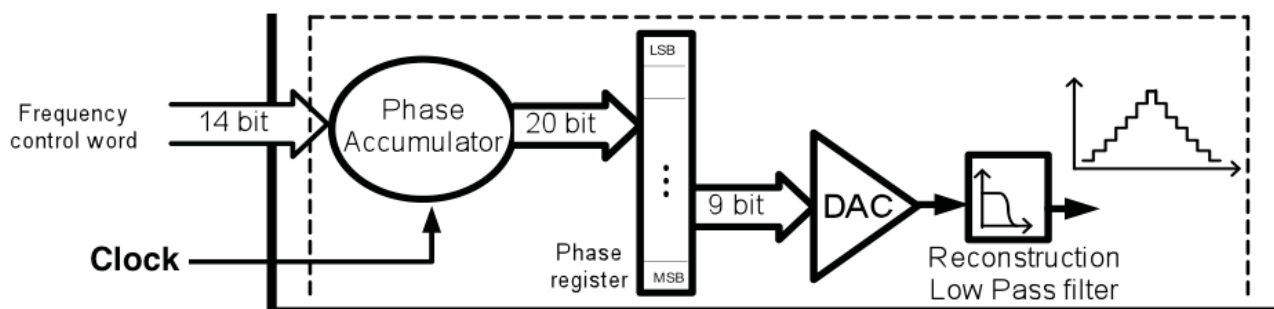 Frequency
control word
14 bit
Phase
Accumulator
20 bit
LSB
MSB
Phase
register
9 bit
DAC
Reconstruction
Low Pass filter
Clock